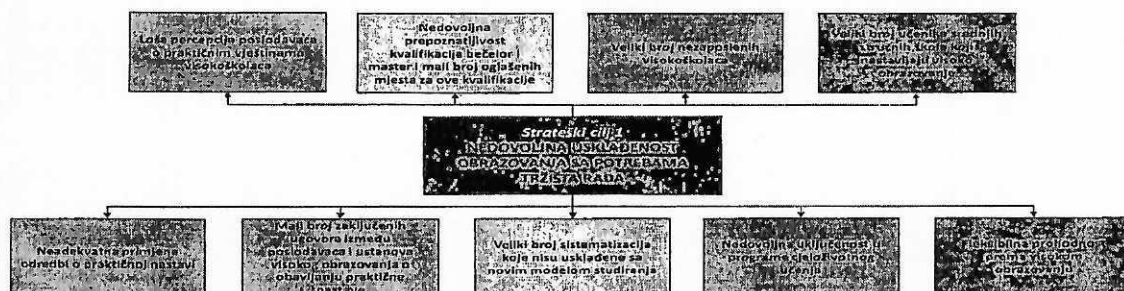 Loša percepcija poslodavaca
o praktičnim vještinama
visokoškolaca
Nedovoljna
prepoznatljivost
kvalifikacija bečelor i
master i mali broj oglašenih
mjesta za ove kvalifikacije
Veliki broj nezaposlenih
visokoškolaca
Veliki broj učenika srednjih
stručnih škola koji
nastavljaju visoko
obrazovanje
Strateški cilj 1
NEDOVOLJNA USKLAĐENOST
OBRAZOVANJA SA POTREBAMA
TRŽIŠTA RADA
Neadekvatna primjena
odredbi o praktičnoj nastavi
Mali broj zaključenih
ugovora između
poslodavaca i ustanova
visokog obrazovanja o
obavljanju praktične
Veliki broj sistematizacija
koje nisu usklađene sa
novim modelom studiranja
Nedovoljna uključenost u
programe cjeloživotnog
učenja
Fleksibilna prohodnost
prema visokom
obrazovanju